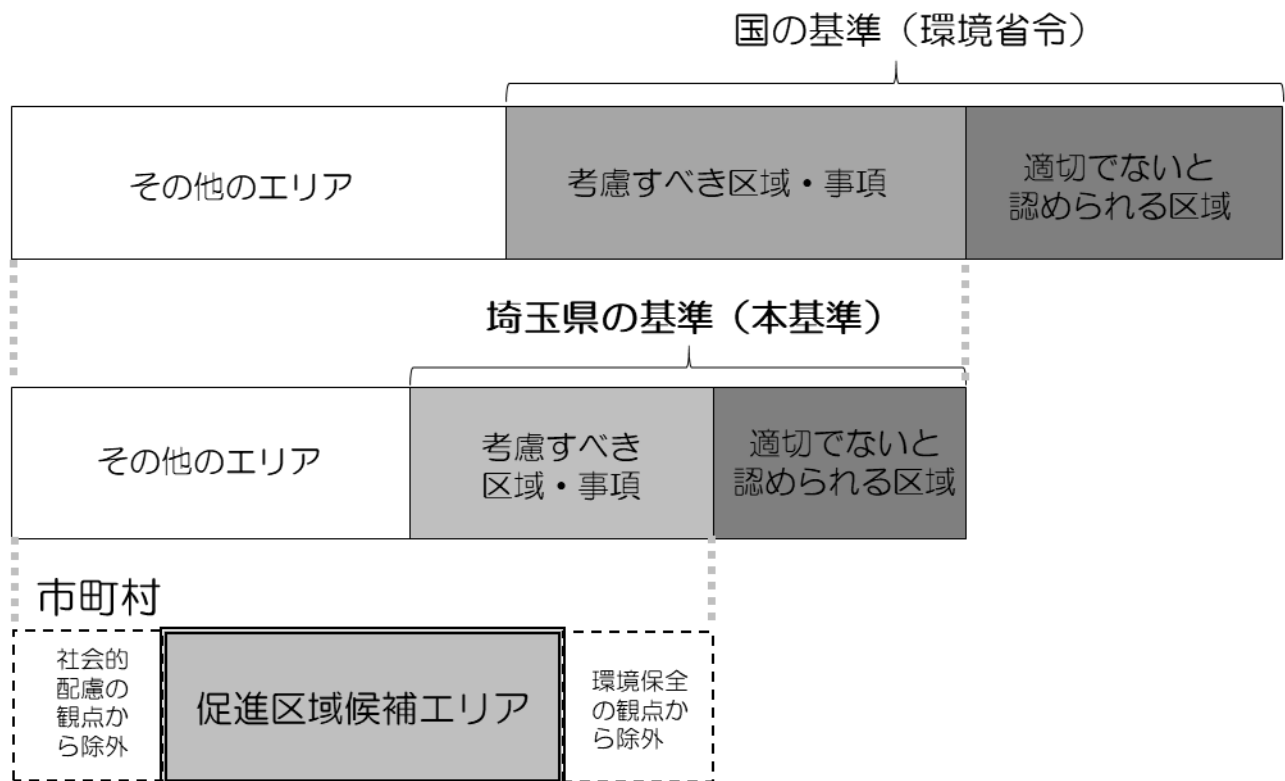 国の基準（環境省令）
その他のエリア
考慮すべき区域・事項
適切でないと
認められる区域
埼玉県の基準（本基準）
その他のエリア
考慮すべき
区域・事項
適切でないと
認められる区域
市町村
社会的
配慮の
観点か
ら除外
促進区域候補エリア
環境保全
の観点か
ら除外